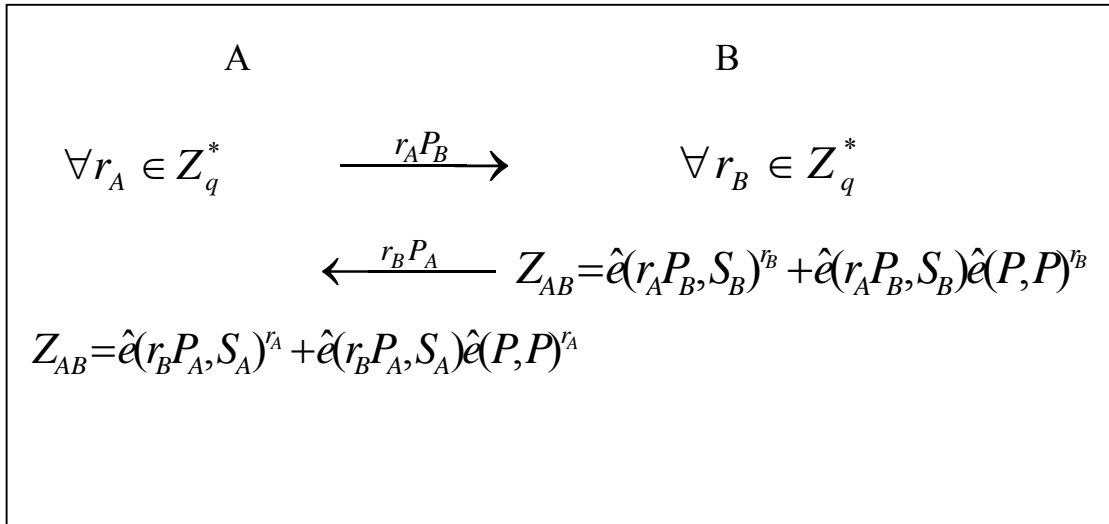 A B
∀ r_A ∈ Z_q^* r_A P_B → ∀ r_B ∈ Z_q^*
← r_B P_A Z_AB = ê(r_A P_B, S_B)^{r_B} + ê(r_A P_B, S_B)ê(P,P)^{r_B}
Z_AB = ê(r_B P_A, S_A)^{r_A} + ê(r_B P_A, S_A)ê(P,P)^{r_A}